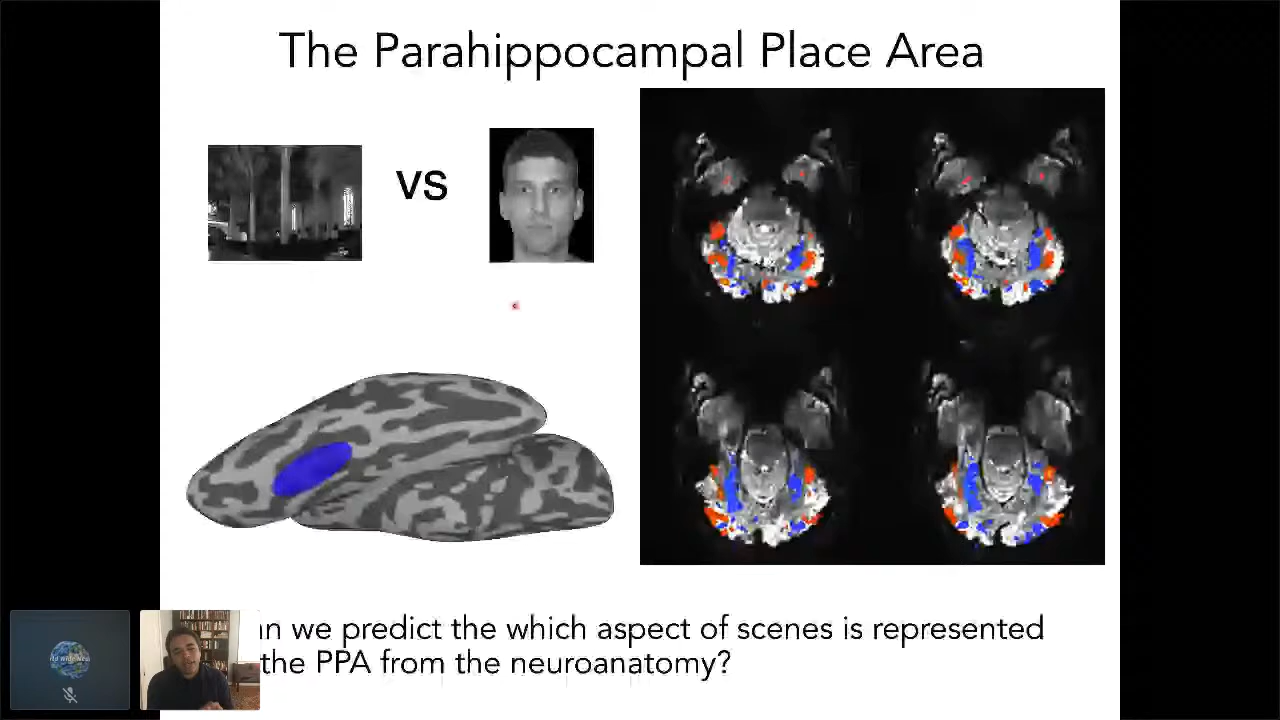 The Parahippocampal Place Area
vs
in we predict the which aspect of scenes is represented
the PPA from the neuroanatomy?